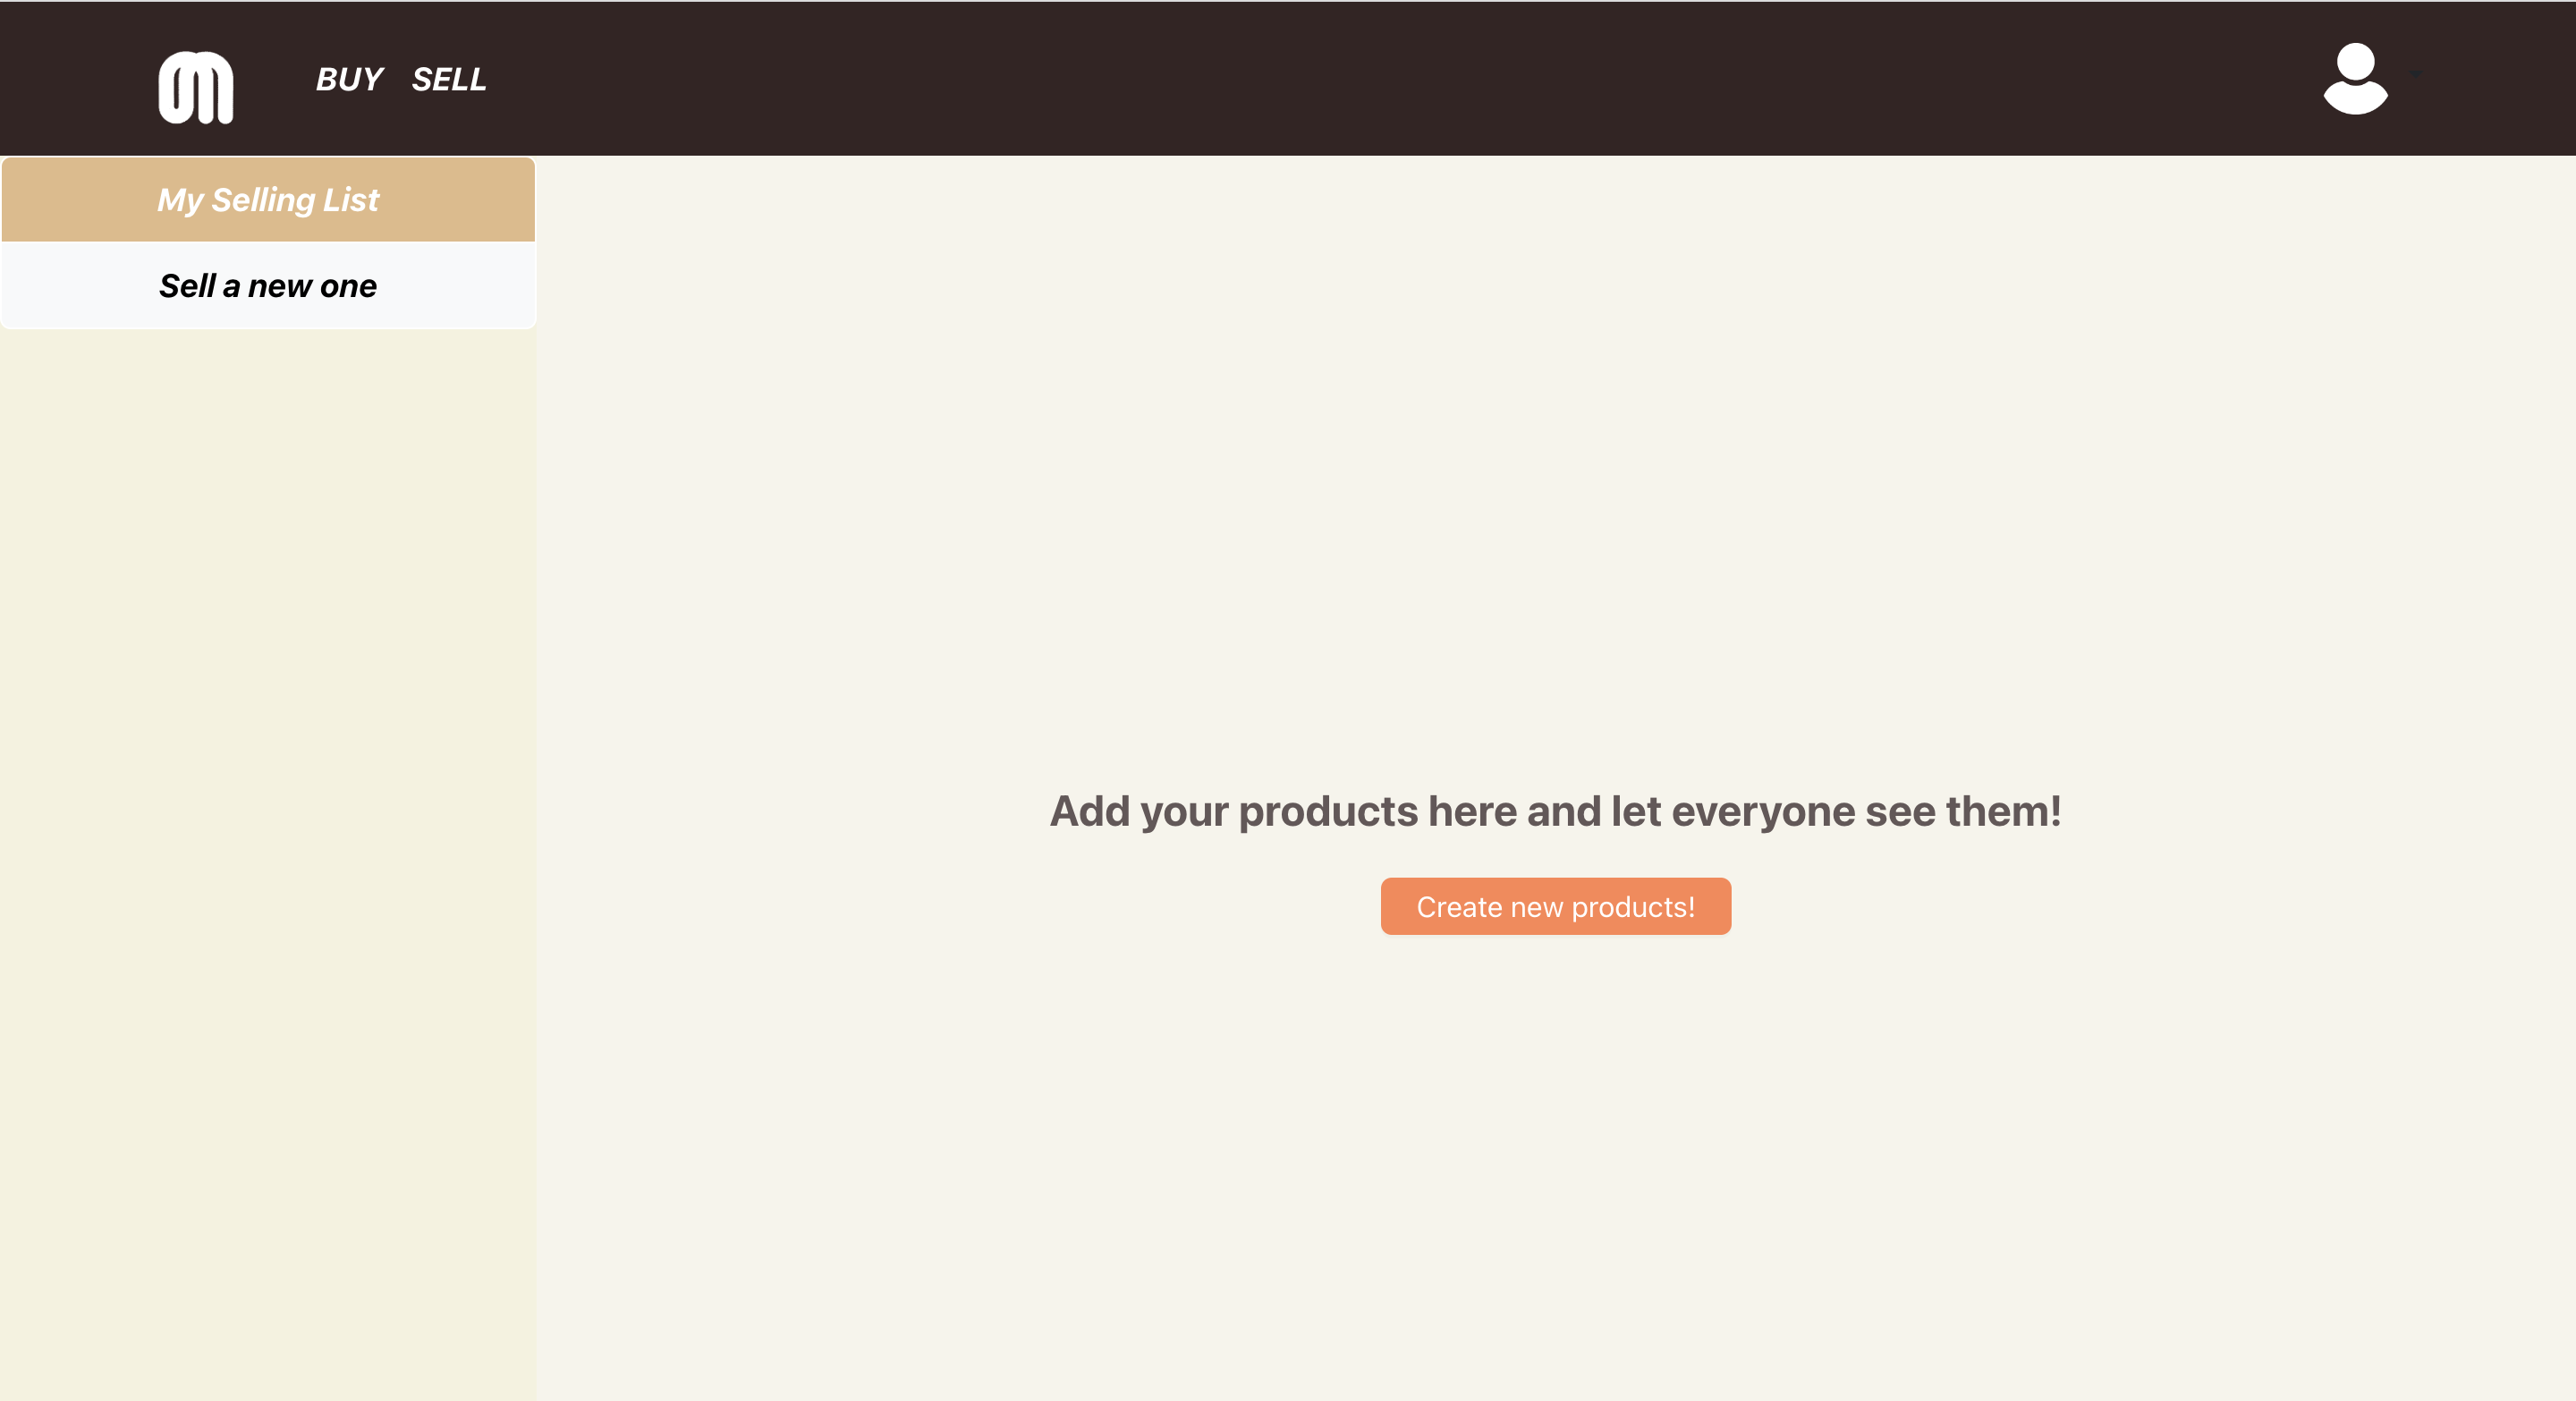 BUY SELL
My Selling List
Sell a new one
Add your products here and let everyone see them!
Create new products!